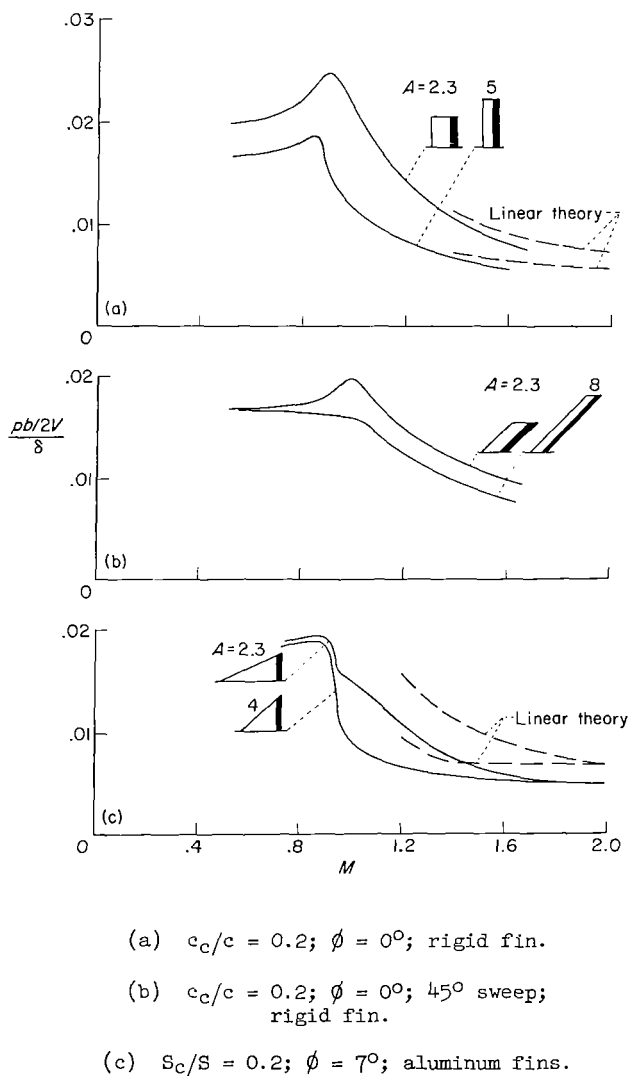 .03
A = 2.3
5
.02
.01
Linear theory
(a)
0
.02
A = 2.3
8
pb/2V
δ
.01
(b)
0
.02
A = 2.3
4
Linear theory
.01
(c)
0
0
.4
.8
1.2
1.6
2.0
M
(a) c_c/c = 0.2; ϕ = 0°; rigid fin.
(b) c_c/c = 0.2; ϕ = 0°; 45° sweep;
rigid fin.
(c) S_c/S = 0.2; ϕ = 7°; aluminum fins.